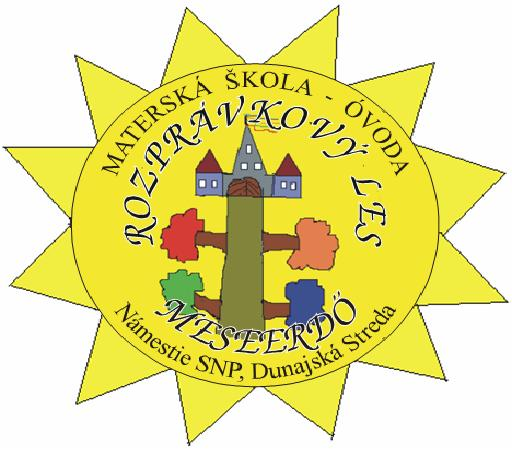 MATERSKÁ ŠKOLA - ÓVODA
ROZPRÁVKOVÝ LES
MESEERDŐ
Námestie SNP, Dunajská Streda